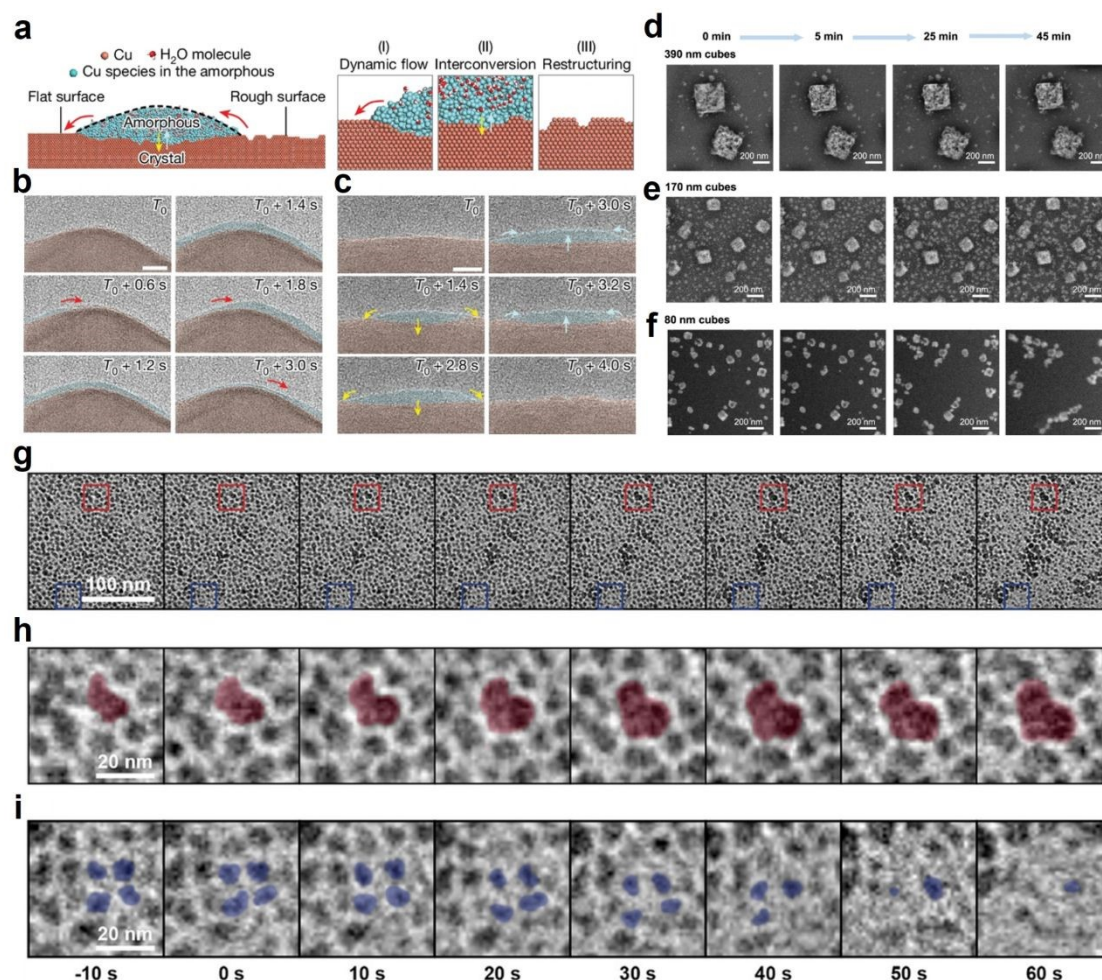 a
Cu H₂O molecule
Cu species in the amorphous
Flat surface
Rough surface
Amorphous
Crystal
(I) (II) (III)
Dynamic flow Interconversion Restructuring
b
T₀
T₀ + 1.4 s
T₀ + 0.6 s
T₀ + 1.8 s
T₀ + 1.2 s
T₀ + 3.0 s
c
T₀
T₀ + 3.0 s
T₀ + 1.4 s
T₀ + 3.2 s
T₀ + 2.8 s
T₀ + 4.0 s
d
0 min 5 min 25 min 45 min
390 nm cubes
200 nm 200 nm 200 nm 200 nm
e
170 nm cubes
200 nm 200 nm 200 nm 200 nm
f
80 nm cubes
200 nm 200 nm 200 nm 200 nm
g
100 nm
h
20 nm
i
20 nm
-10 s 0 s 10 s 20 s 30 s 40 s 50 s 60 s